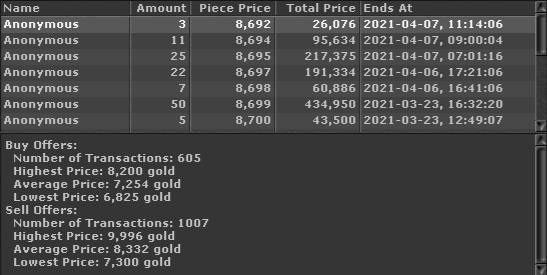 Name Amount Piece Price Total Price Ends At
Anonymous 3 8,692 26,076 2021-04-07, 11:14:06
Anonymous 11 8,694 95,634 2021-04-07, 09:00:04
Anonymous 25 8,695 217,375 2021-04-07, 07:01:16
Anonymous 22 8,697 191,334 2021-04-06, 17:21:06
Anonymous 7 8,698 60,886 2021-04-06, 16:41:06
Anonymous 50 8,699 434,950 2021-03-23, 16:32:20
Anonymous 5 8,700 43,500 2021-03-23, 12:49:07
Buy Offers:
Number of Transactions: 605
Highest Price: 8,200 gold
Average Price: 7,254 gold
Lowest Price: 6,825 gold
Sell Offers:
Number of Transactions: 1007
Highest Price: 9,996 gold
Average Price: 8,332 gold
Lowest Price: 7,300 gold